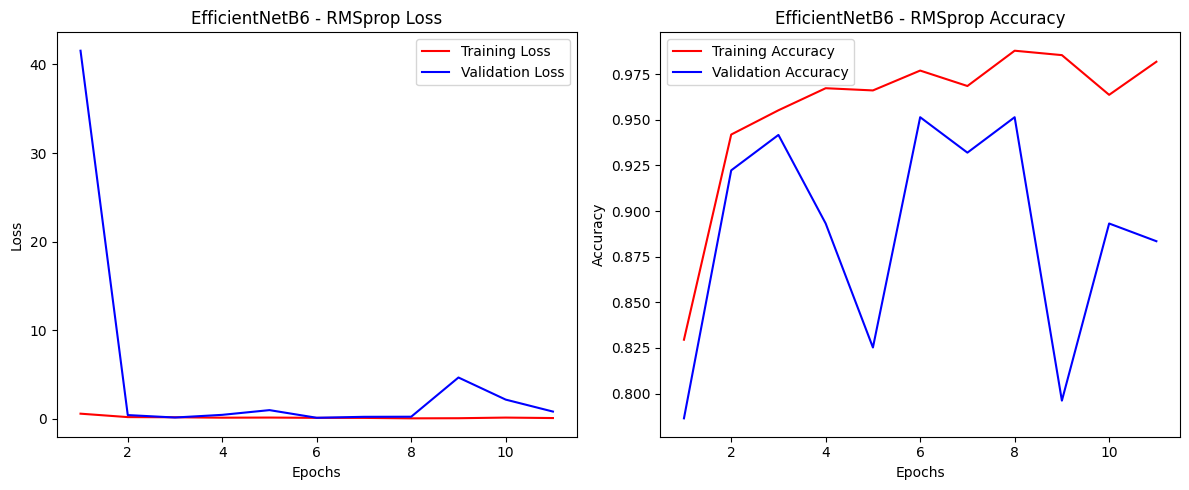 EfficientNetB6 - RMSprop Loss
Training Loss
Validation Loss
40
30
20
10
0
Loss
2
4
6
8
10
Epochs
EfficientNetB6 - RMSprop Accuracy
Training Accuracy
Validation Accuracy
0.975
0.950
0.925
0.900
0.875
0.850
0.825
0.800
Accuracy
2
4
6
8
10
Epochs